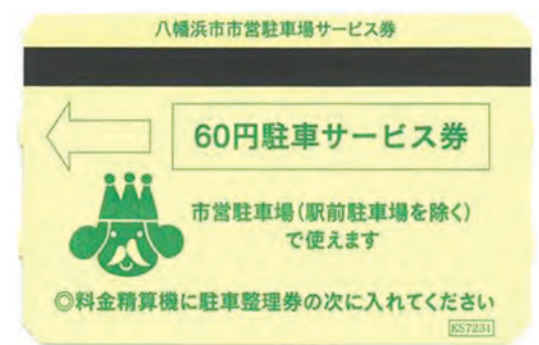 八幡浜市市営駐車場サービス券
60円駐車サービス券
市営駐車場(駅前駐車場を除く)
で使えます
◎料金精算機に駐車整理券の次に入れてください
KS7231